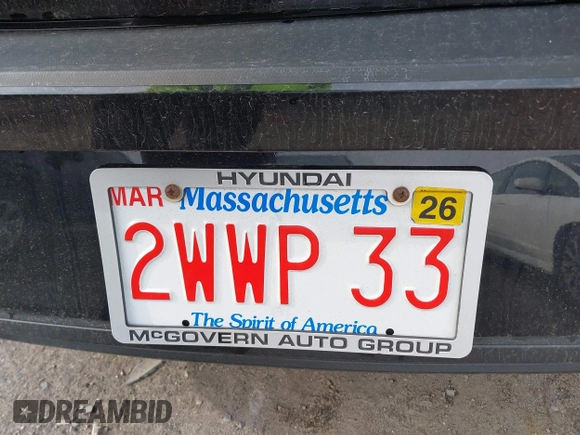 HYUNDAI
MAR Massachusetts 26
2WWP 33
The Spirit of America
McGOVERN AUTO GROUP
DREAMBID